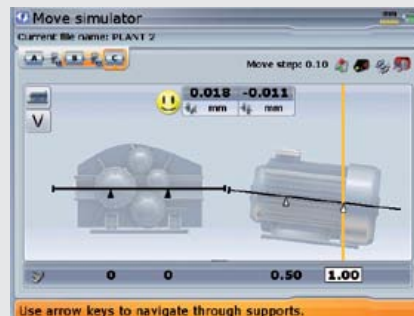 Move simulator
mm
Current file name: PLANT 2
A B C
Move step: 0.10
0.018 -0.011
mm mm
V
0 0 0.50 1.00
Use arrow keys to navigate through supports.